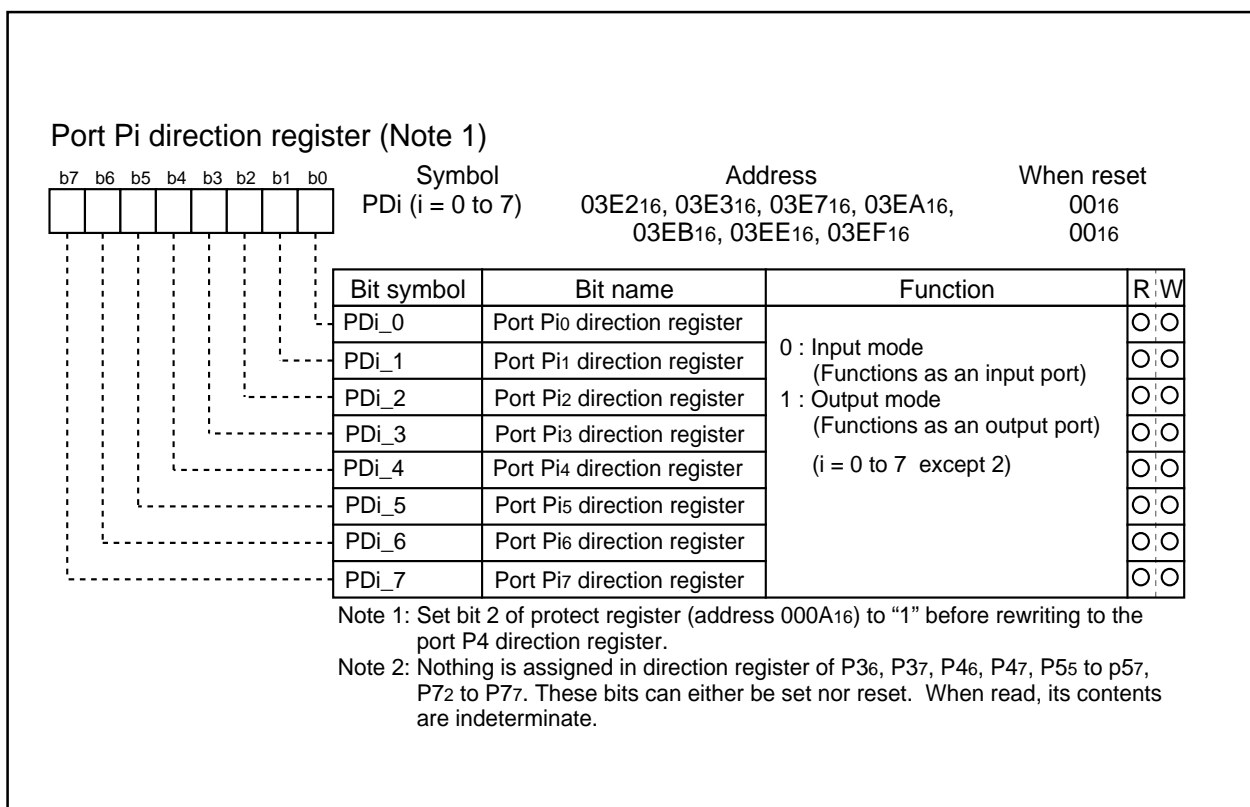 Port Pi direction register (Note 1)
b7 b6 b5 b4 b3 b2 b1 b0
Symbol Address When reset
PDi (i = 0 to 7) 03E216, 03E316, 03E716, 03EA16, 0016
03EB16, 03EE16, 03EF16 0016
Bit symbol Bit name Function R W
PDi_0 Port Pi0 direction register
0 : Input mode
PDi_1 Port Pi1 direction register
(Functions as an input port)
PDi_2 Port Pi2 direction register
1 : Output mode
(Functions as an output port)
PDi_3 Port Pi3 direction register
PDi_4 Port Pi4 direction register
(i = 0 to 7 except 2)
PDi_5 Port Pi5 direction register
PDi_6 Port Pi6 direction register
PDi_7 Port Pi7 direction register
Note 1: Set bit 2 of protect register (address 000A16) to “1” before rewriting to the
port P4 direction register.
Note 2: Nothing is assigned in direction register of P36, P37, P46, P47, P55 to p57,
P72 to P77. These bits can either be set nor reset. When read, its contents
are indeterminate.